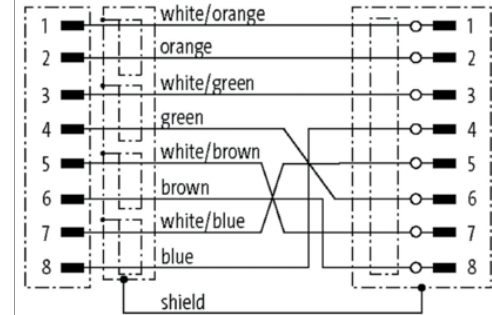 1 white/orange 1
2 orange 2
3 white/green 3
4 green 4
5 white/brown 5
6 brown 6
7 white/blue 7
8 blue 8
shield